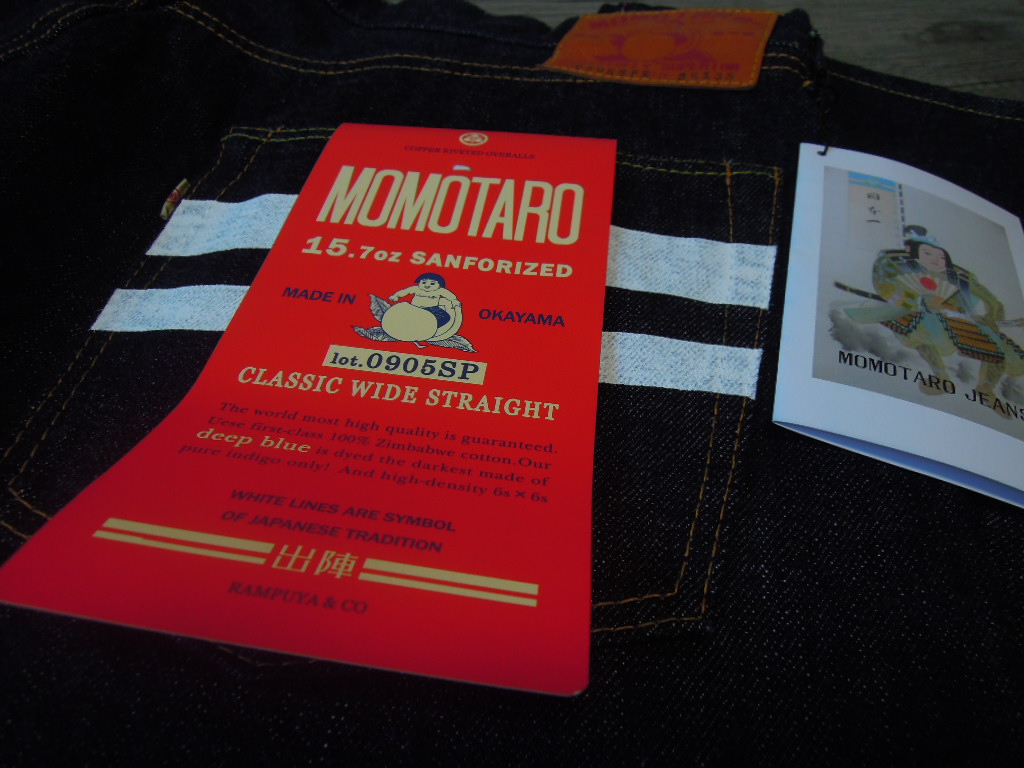 COPPER RIVETED OVERALLS
MOMŌTARO
15.7oz SANFORIZED
MADE IN
OKAYAMA
lot.0905SP
CLASSIC WIDE STRAIGHT
The world most high quality is guaranteed.
Uese first-class 100% Zimbabwe cotton.Our
deep blue is dyed the darkest made of
pure indigo only! And high-density 6s×6s
WHITE LINES ARE SYMBOL
OF JAPANESE TRADITION
出陣
RAMPUYA & CO
MOMOTARO JEANS